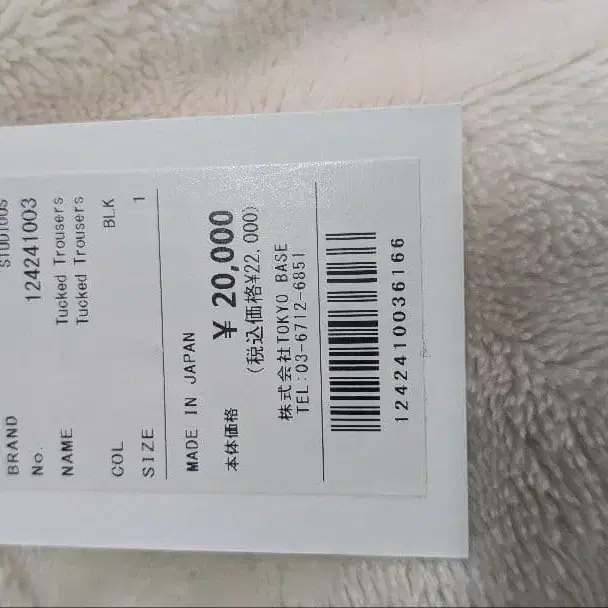 BRAND STUDIOUS
No. 124241003
NAME Tucked Trousers
Tucked Trousers
COL BLK
SIZE 1
MADE IN JAPAN
本体価格 ¥20,000
(税込価格¥22,000)
株式会社TOKYO BASE
TEL:03-6712-6851
1242410036166